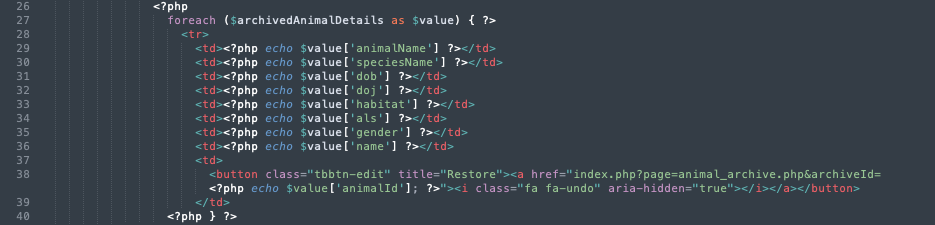 26 <?php
27 foreach ($archivedAnimalDetails as $value) { ?>
28 <tr>
29 <td><?php echo $value['animalName'] ?></td>
30 <td><?php echo $value['speciesName'] ?></td>
31 <td><?php echo $value['dob'] ?></td>
32 <td><?php echo $value['doj'] ?></td>
33 <td><?php echo $value['habitat'] ?></td>
34 <td><?php echo $value['als'] ?></td>
35 <td><?php echo $value['gender'] ?></td>
36 <td><?php echo $value['name'] ?></td>
37 <td>
38 <button class="tbbtn-edit" title="Restore"><a href="index.php?page=animal_archive.php&archiveId=
<?php echo $value['animalId']; ?>"><i class="fa fa-undo" aria-hidden="true"></i></a></button>
39 </td>
40 <?php } ?>